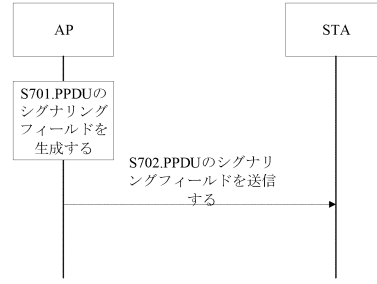 AP
STA
S701.PPDUの
シグナリング
フィールドを
生成する
S702.PPDUのシグナリ
ングフィールドを送信
する